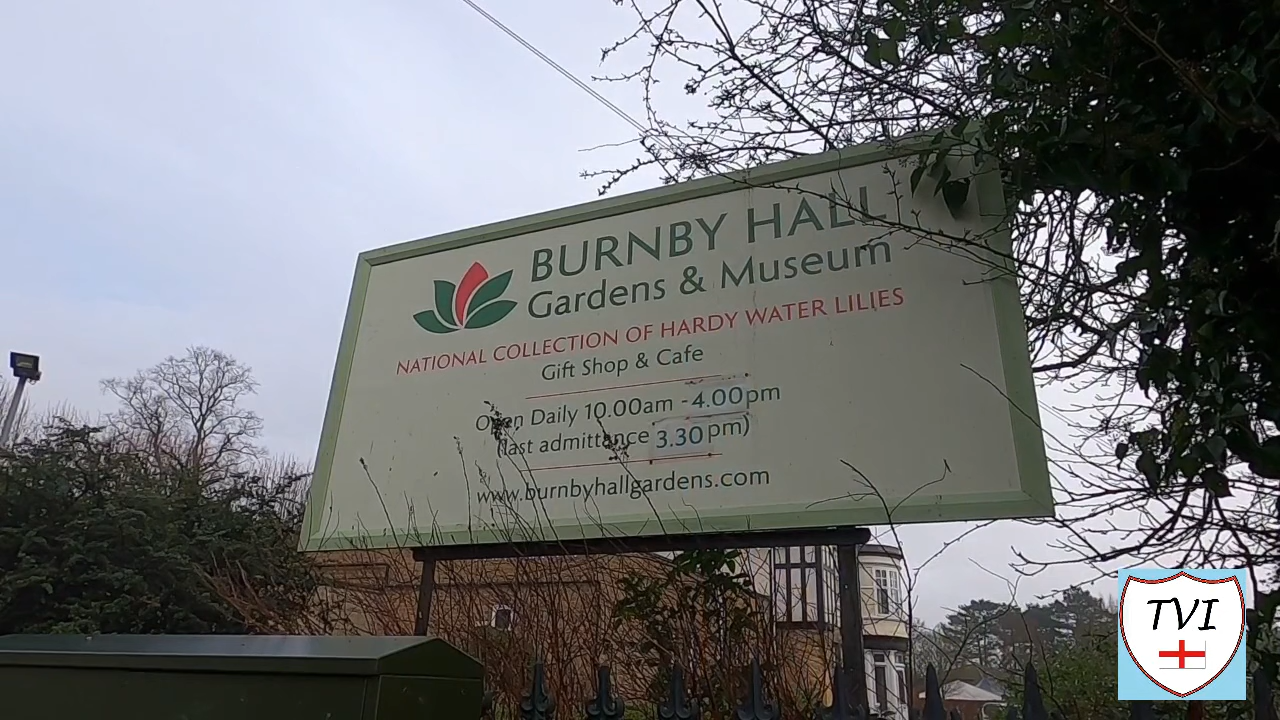 BURNBY HALL
Gardens & Museum
NATIONAL COLLECTION OF HARDY WATER LILIES
Gift Shop & Cafe
Open Daily 10.00am - 4.00pm
(last admittance 3.30pm)
www.burnbyhallgardens.com
TVI